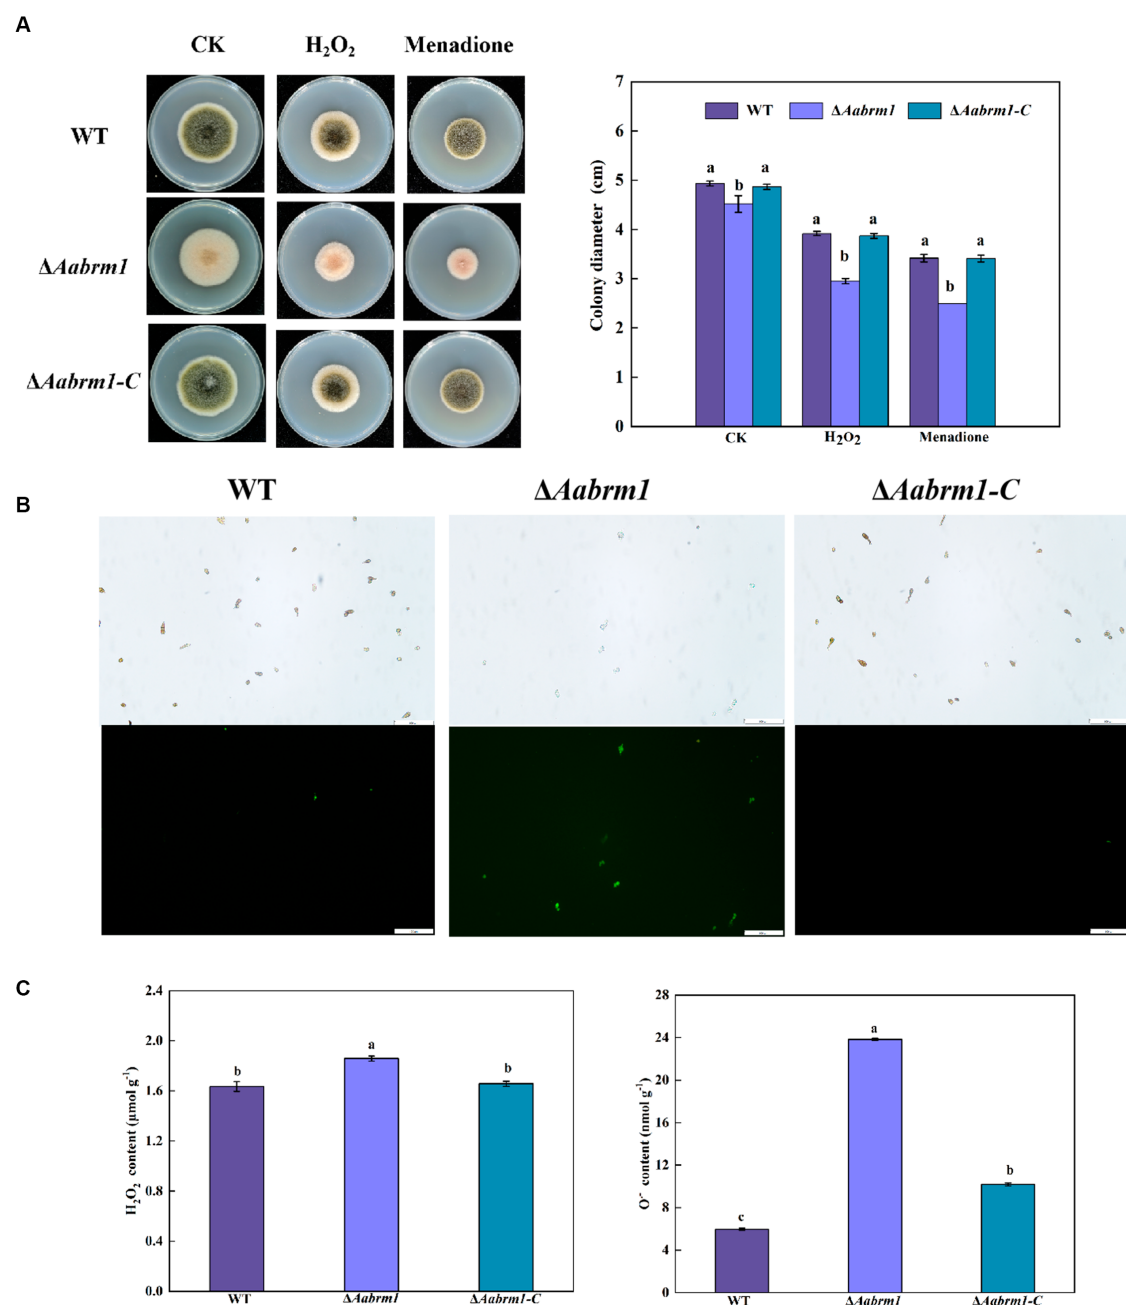 A
CK
H₂O₂
Menadione
WT
ΔAabrm1
ΔAabrm1-C
Colony diameter (cm)
7
6
5
4
3
2
1
0
WT
ΔAabrm1
ΔAabrm1-C
a
b
a
a
b
a
a
b
a
CK
H₂O₂
Menadione
B
WT
ΔAabrm1
ΔAabrm1-C
C
H₂O₂ content (μmol g⁻¹)
2.4
2.0
1.6
1.2
0.8
0.4
0.0
b
a
b
WT
ΔAabrm1
ΔAabrm1-C
content (nmol g⁻¹)
28
24
20
16
12
8
4
0
c
a
b
WT
ΔAabrm1
ΔAabrm1-C